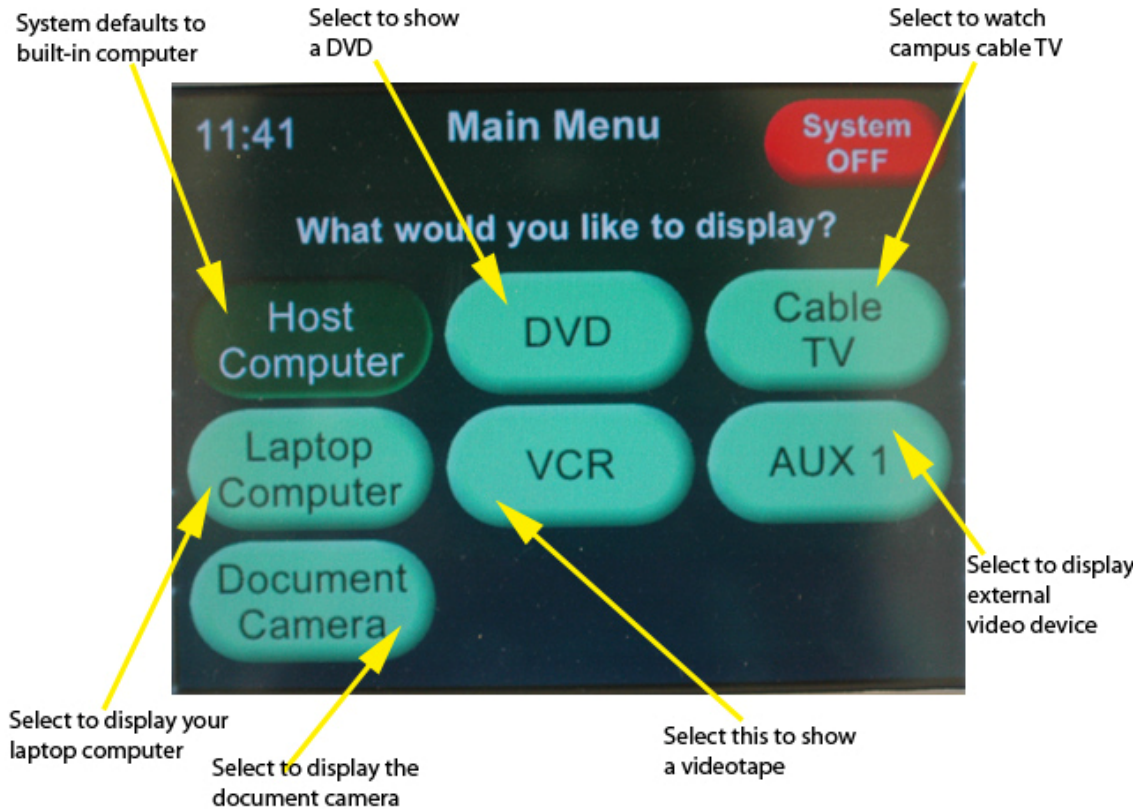 System defaults to
built-in computer
Select to show
a DVD
Select to watch
campus cable TV
11:41
Main Menu
System
OFF
What would you like to display?
Host
Computer
DVD
Cable
TV
Laptop
Computer
VCR
AUX 1
Document
Camera
Select to display
external
video device
Select to display your
laptop computer
Select to display the
document camera
Select this to show
a videotape